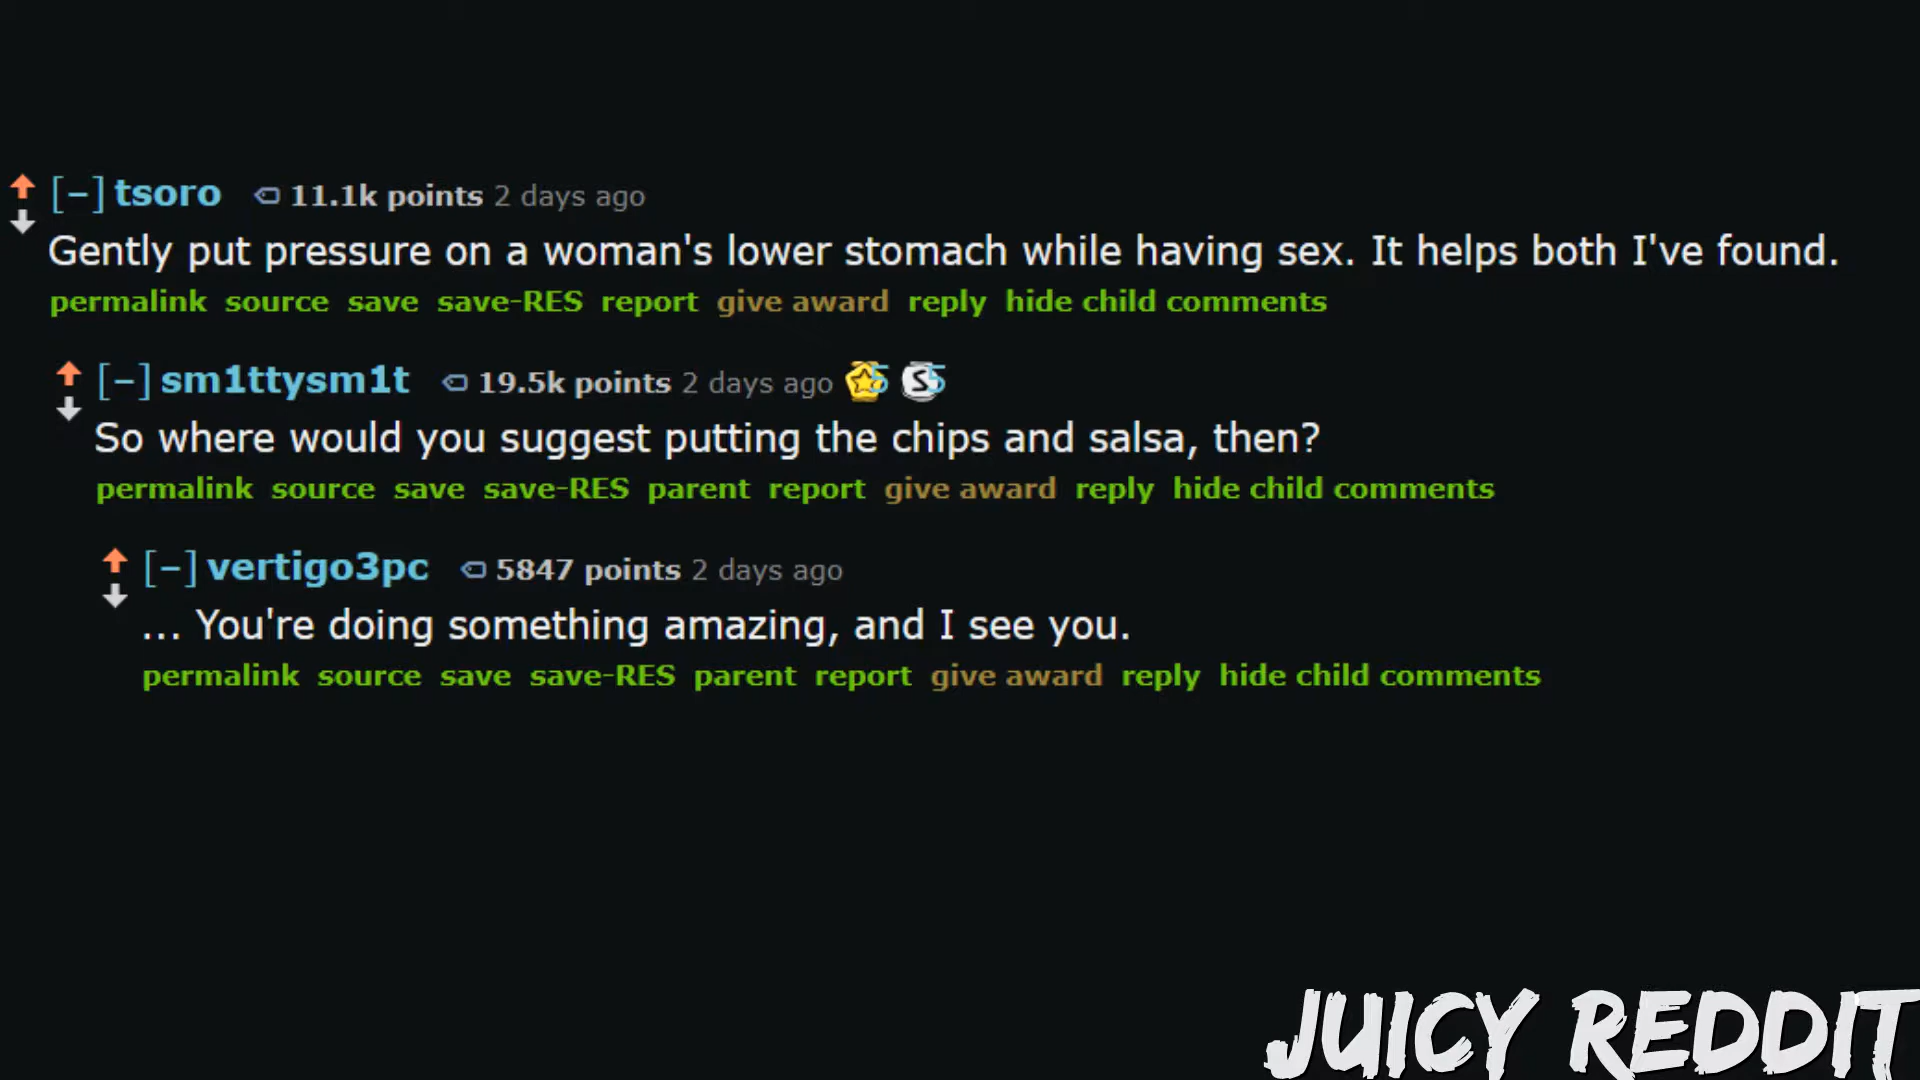 [–] tsoro 11.1k points 2 days ago
Gently put pressure on a woman's lower stomach while having sex. It helps both I've found.
permalink source save save-RES report give award reply hide child comments
[–] sm1ttysm1t 19.5k points 2 days ago 5 S 5
So where would you suggest putting the chips and salsa, then?
permalink source save save-RES parent report give award reply hide child comments
[–] vertigo3pc 5847 points 2 days ago
... You're doing something amazing, and I see you.
permalink source save save-RES parent report give award reply hide child comments
JUICY REDDIT